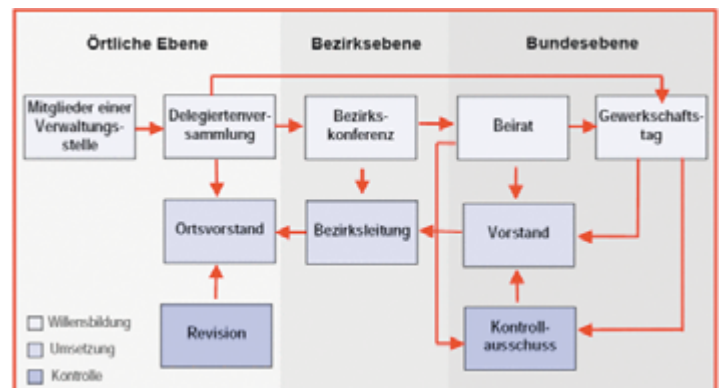 Örtliche Ebene
Bezirksebene
Bundesebene
Mitglieder einer
Verwaltungs-
stelle
Delegiertenver-
sammlung
Bezirks-
konferenz
Beirat
Gewerkschafts-
tag
Ortsvorstand
Bezirksleitung
Vorstand
Revision
Kontroll-
ausschuss
Willensbildung
Umsetzung
Kontrolle